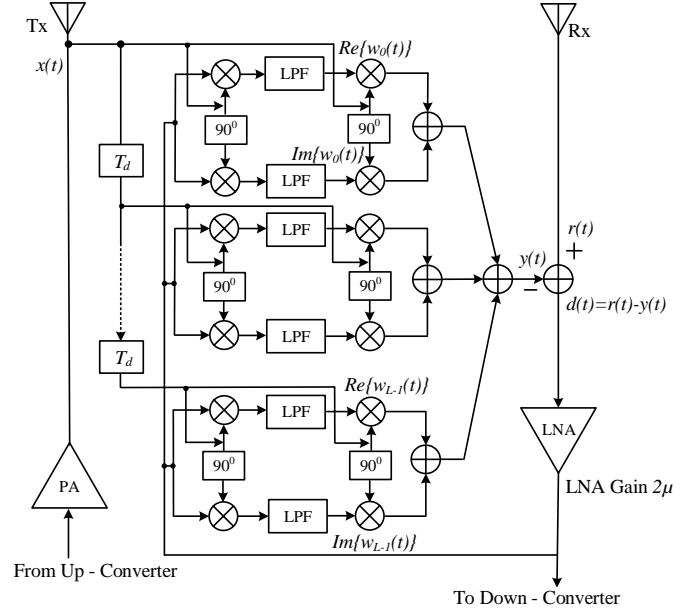 Tx
Rx
x(t)
Re{w0(t)}
LPF
90⁰
90⁰
Im{w0(t)}
LPF
Td
LPF
90⁰
90⁰
LPF
y(t)
r(t)
+
−
d(t)=r(t)-y(t)
Td
Re{wL-1(t)}
LPF
90⁰
90⁰
LPF
Im{wL-1(t)}
LNA
LNA Gain 2μ
PA
From Up - Converter
To Down - Converter